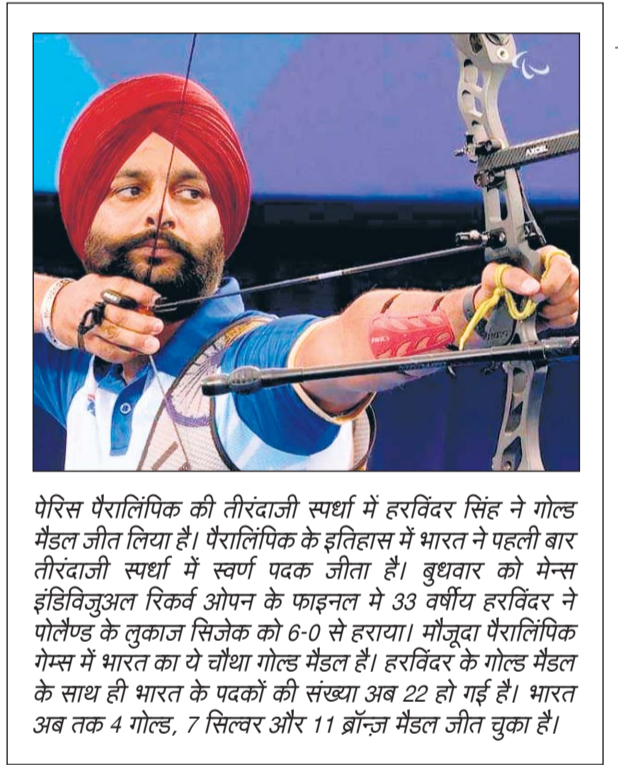 AXCEL
पेरिस पैरालिंपिक की तीरंदाजी स्पर्धा में हरविंदर सिंह ने गोल्ड
मैडल जीत लिया है। पैरालिंपिक के इतिहास में भारत ने पहली बार
तीरंदाजी स्पर्धा में स्वर्ण पदक जीता है। बुधवार को मेन्स
इंडिविजुअल रिकर्व ओपन के फाइनल मे 33 वर्षीय हरविंदर ने
पोलैण्ड के लुकाज सिजेक को 6-0 से हराया। मौजूदा पैरालिंपिक
गेम्स में भारत का ये चौथा गोल्ड मैडल है। हरविंदर के गोल्ड मैडल
के साथ ही भारत के पदकों की संख्या अब 22 हो गई है। भारत
अब तक 4 गोल्ड, 7 सिल्वर और 11 ब्रॉन्ज़ मैडल जीत चुका है।